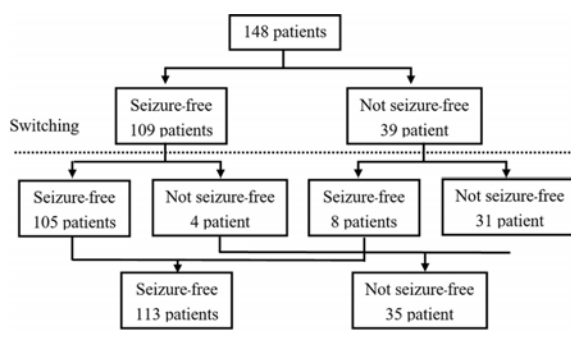 148 patients
Seizure-free
109 patients
Not seizure-free
39 patient
Switching
Seizure-free
105 patients
Not seizure-free
4 patient
Seizure-free
8 patients
Not seizure-free
31 patient
Seizure-free
113 patients
Not seizure-free
35 patient